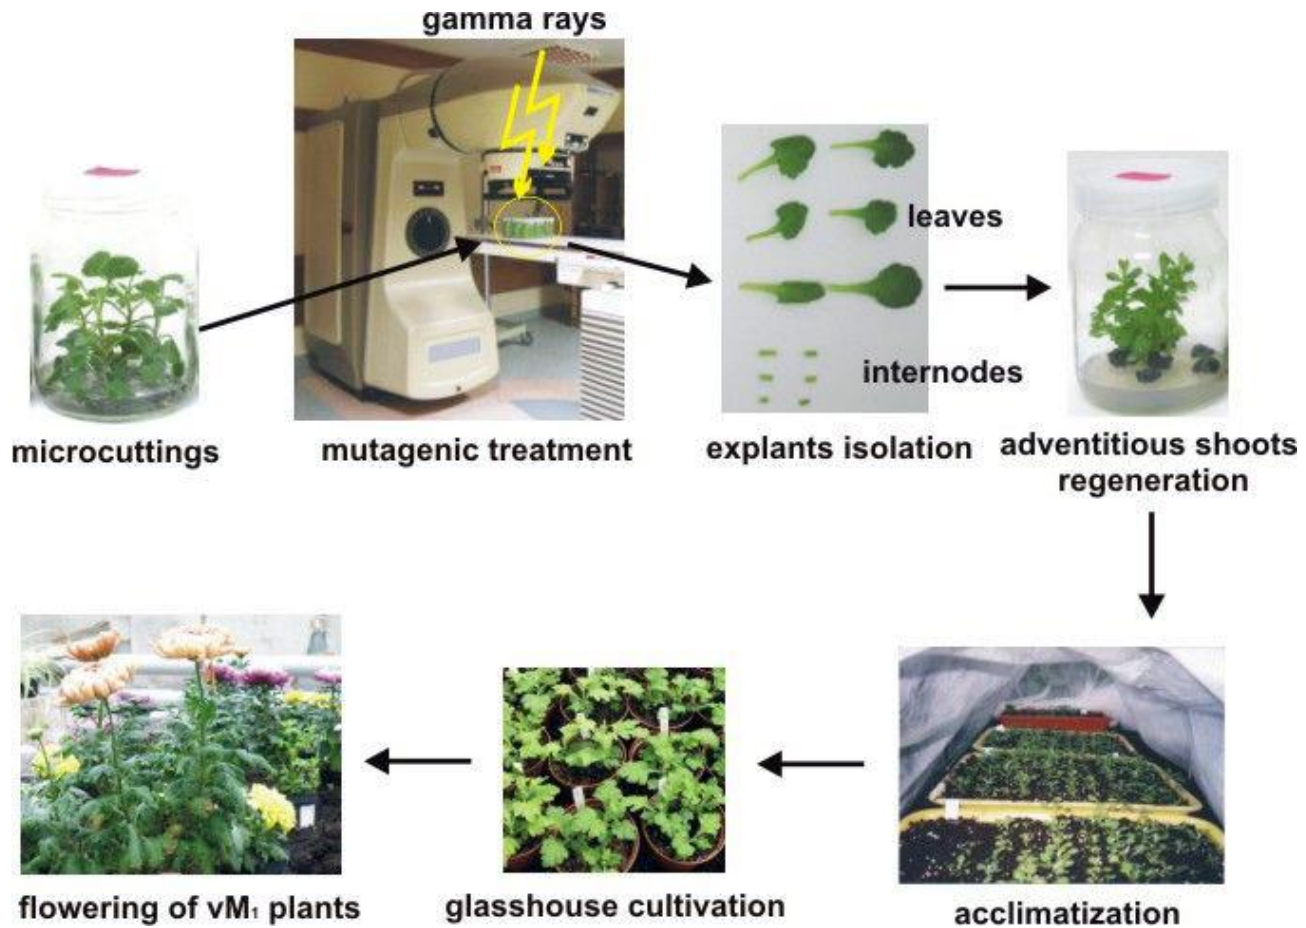 gamma rays
leaves
internodes
microcuttings
mutagenic treatment
explants isolation
adventitious shoots
regeneration
flowering of vM₁ plants
glasshouse cultivation
acclimatization